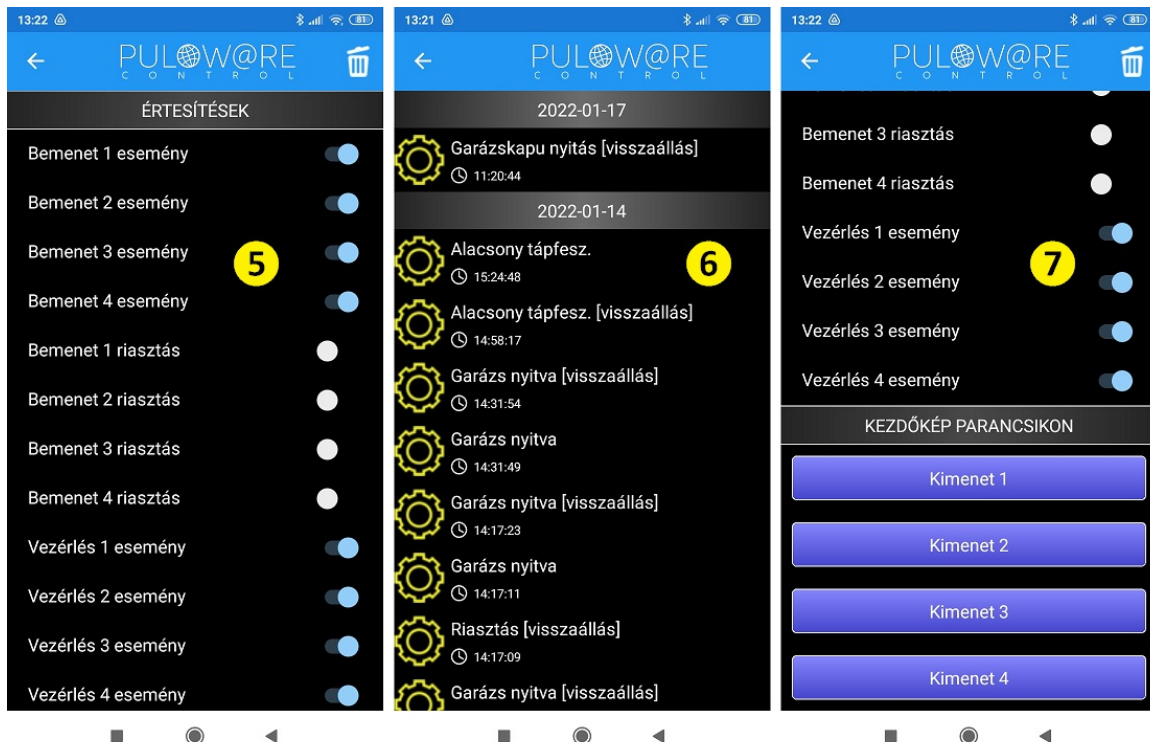 13:22
81
PULOW@RE
CONTROL
ÉRTESÍTÉSEK
Bemenet 1 esemény
Bemenet 2 esemény
Bemenet 3 esemény
Bemenet 4 esemény
Bemenet 1 riasztás
Bemenet 2 riasztás
Bemenet 3 riasztás
Bemenet 4 riasztás
Vezérlés 1 esemény
Vezérlés 2 esemény
Vezérlés 3 esemény
Vezérlés 4 esemény
5
13:21
81
PULOW@RE
CONTROL
2022-01-17
Garázskapu nyitás [visszaállás]
11:20:44
2022-01-14
Alacsony tápfesz.
15:24:48
Alacsony tápfesz. [visszaállás]
14:58:17
Garázs nyitva [visszaállás]
14:31:54
Garázs nyitva
14:31:49
Garázs nyitva [visszaállás]
14:17:23
Garázs nyitva
14:17:11
Riasztás [visszaállás]
14:17:09
Garázs nyitva [visszaállás]
6
13:22
81
PULOW@RE
CONTROL
Bemenet 3 riasztás
Bemenet 4 riasztás
Vezérlés 1 esemény
Vezérlés 2 esemény
Vezérlés 3 esemény
Vezérlés 4 esemény
7
KEZDŐKÉP PARANCSIKON
Kimenet 1
Kimenet 2
Kimenet 3
Kimenet 4